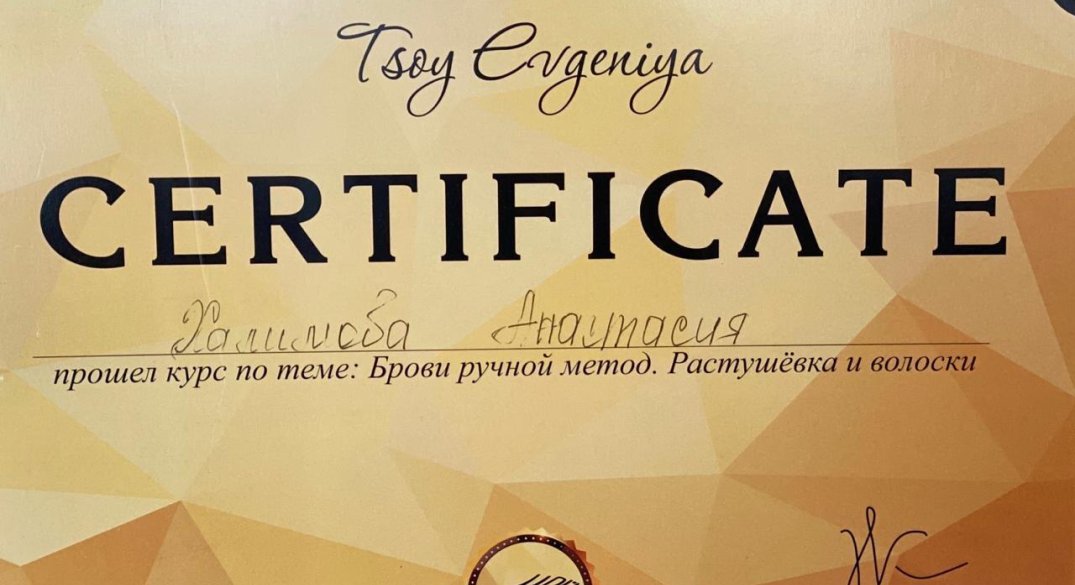 Tsoy Evgeniya
CERTIFICATE
Халимова Анастасия
прошел курс по теме: Брови ручной метод. Растушёвка и волоски